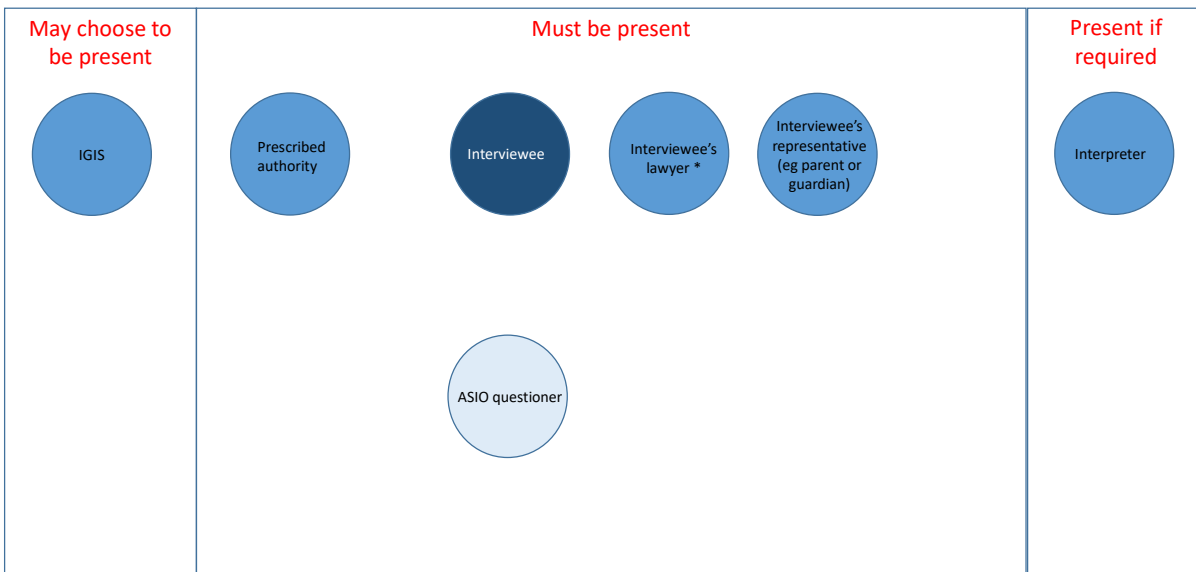 May choose to
be present
Must be present
Present if
required
IGIS
Prescribed
authority
Interviewee
Interviewee's
lawyer *
Interviewee's
representative
(eg parent or
guardian)
Interpreter
ASIO questioner